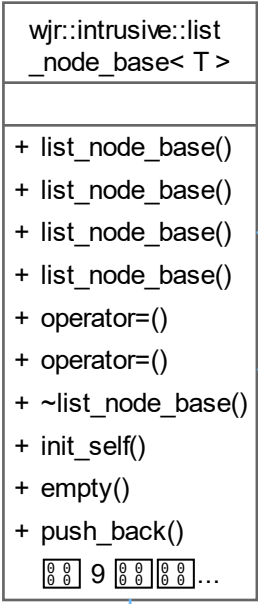 wjr::intrusive::list
_node_base< T >
+ list_node_base()
+ list_node_base()
+ list_node_base()
+ list_node_base()
+ operator=()
+ operator=()
+ ~list_node_base()
+ init_self()
+ empty()
+ push_back()
9 ...